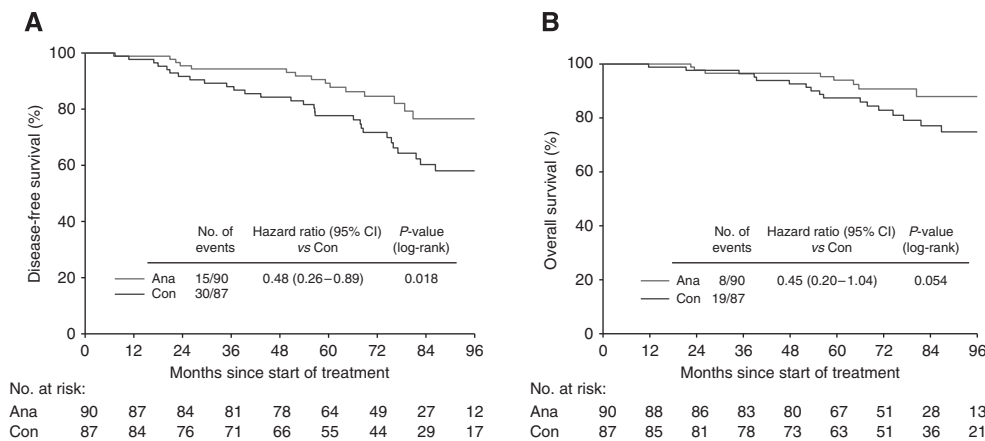 A
Disease-free survival (%)
100
80
60
40
20
0
No. of events
Hazard ratio (95% CI) vs Con
P-value (log-rank)
Ana 15/90 0.48 (0.26–0.89) 0.018
Con 30/87
0 12 24 36 48 60 72 84 96
Months since start of treatment
No. at risk:
Ana 90 87 84 81 78 64 49 27 12
Con 87 84 76 71 66 55 44 29 17
B
Overall survival (%)
100
80
60
40
20
0
No. of events
Hazard ratio (95% CI) vs Con
P-value (log-rank)
Ana 8/90 0.45 (0.20–1.04) 0.054
Con 19/87
0 12 24 36 48 60 72 84 96
Months since start of treatment
No. at risk:
Ana 90 88 86 83 80 67 51 28 13
Con 87 85 81 78 73 63 51 36 21